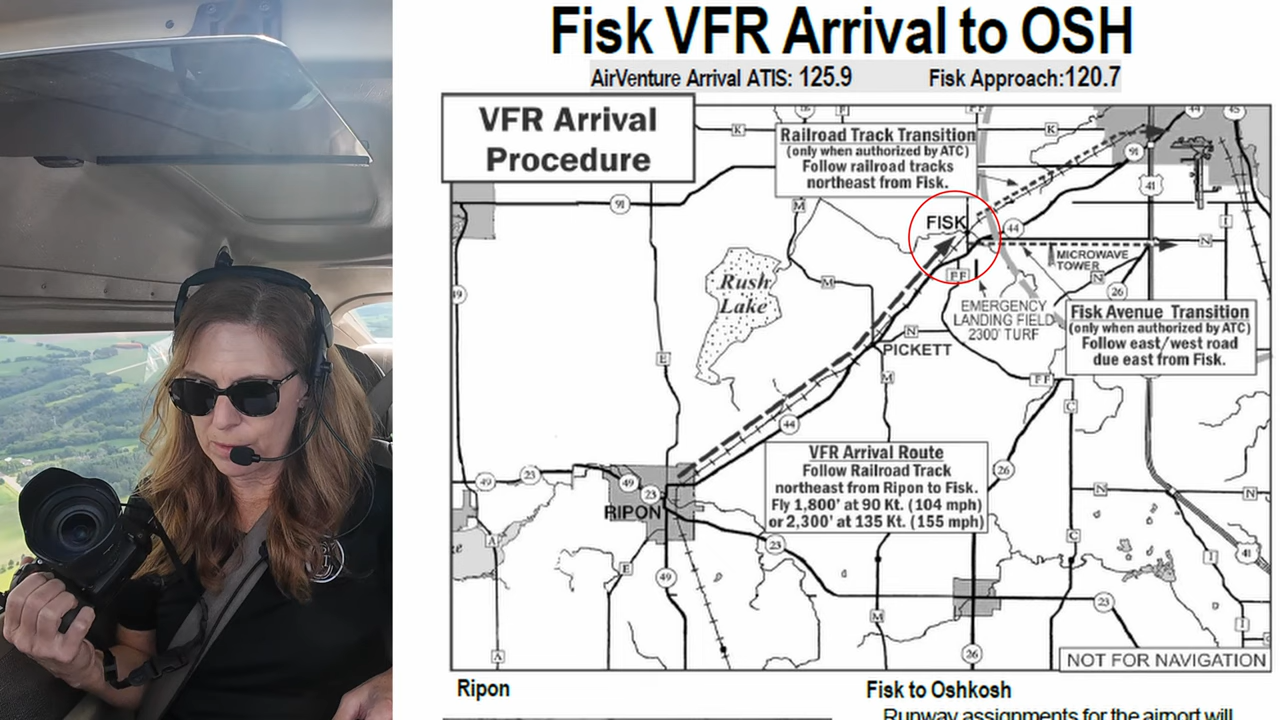 Fisk VFR Arrival to OSH
AirVenture Arrival ATIS: 125.9
Fisk Approach:120.7
VFR Arrival
Procedure
Railroad Track Transition
(only when authorized by ATC)
Follow railroad tracks
northeast from Fisk.
K
K
44
45
91
91
41
M
FISK
44
I
N
MICROWAVE
TOWER
N
26
FF
Rush
Lake
M
49
EMERGENCY
LANDING FIELD
2300' TURF
Fisk Avenue Transition
(only when authorized by ATC)
Follow east/west road
due east from Fisk.
N
PICKETT
E
M
FF
C
44
VFR Arrival Route
Follow Railroad Track
northeast from Ripon to Fisk.
Fly 1,800' at 90 Kt. (104 mph)
or 2,300' at 135 Kt. (155 mph)
26
49
23
49
23
RIPON
N
N
A
23
C
I
41
E
49
23
M
I
A
26
NOT FOR NAVIGATION
Ripon
Fisk to Oshkosh
Runway assignments for the airport will